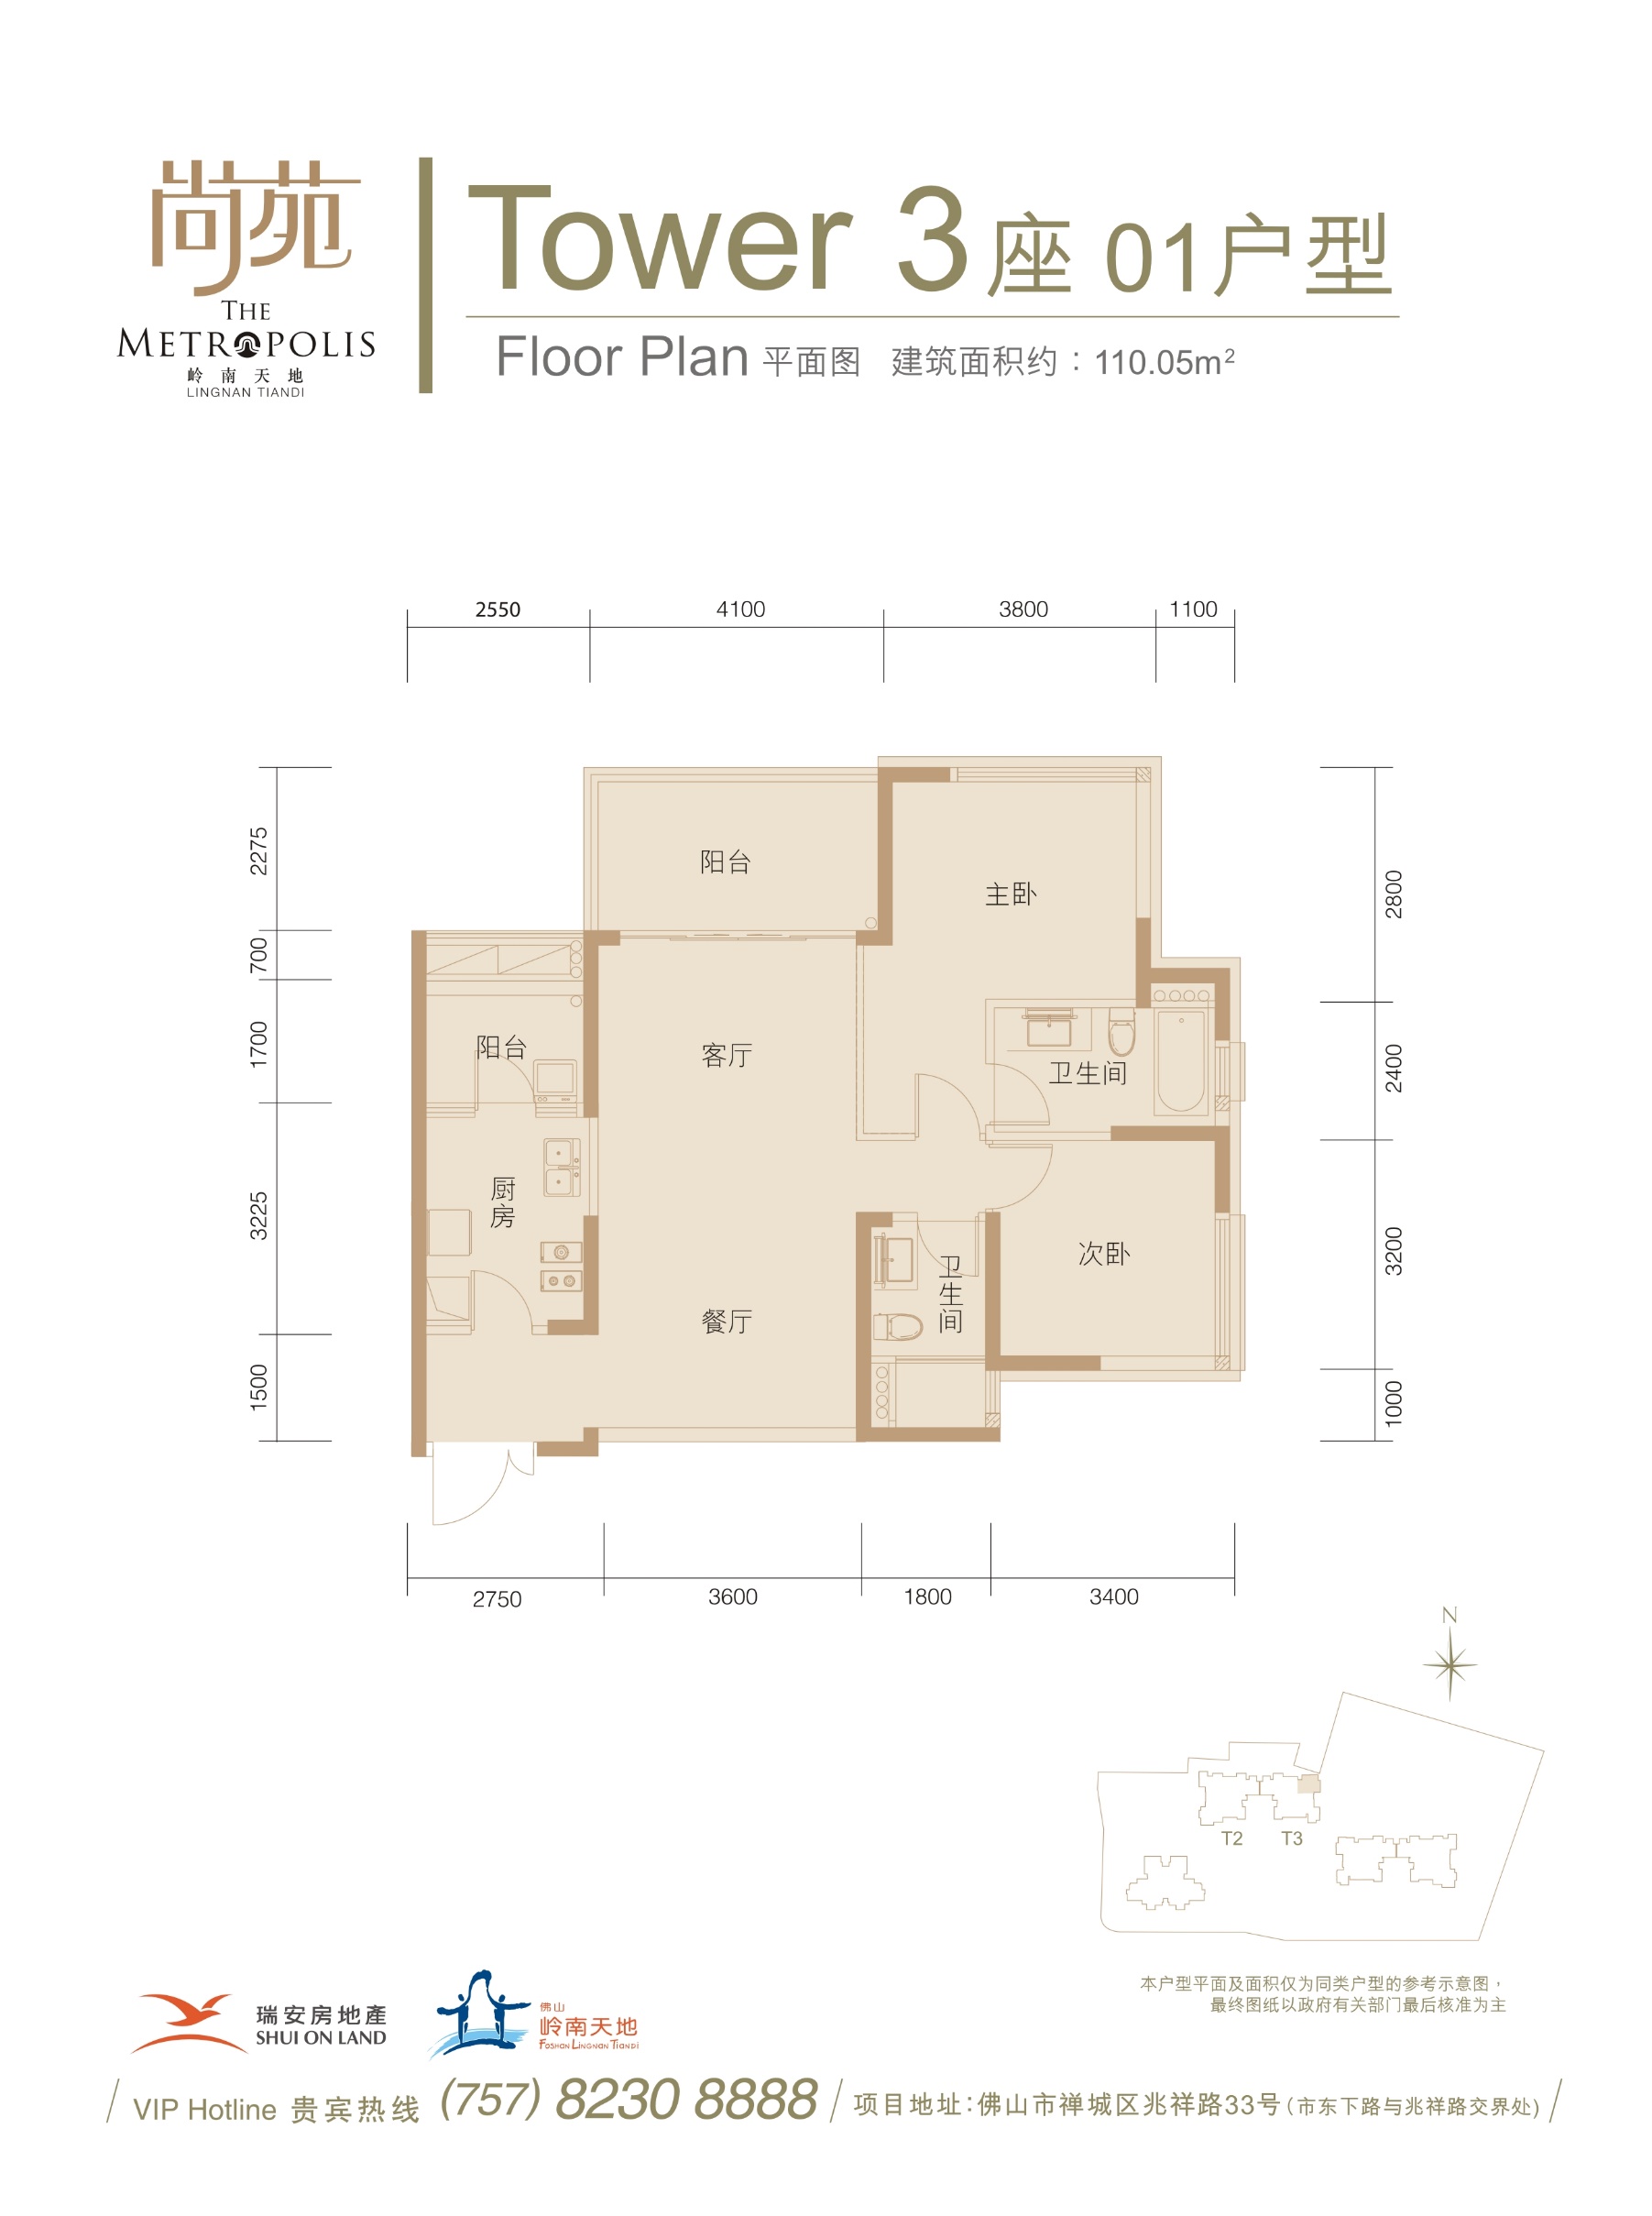 尚苑
THE
METROPOLIS
岭南天地
LINGNAN TIANDI
Tower 3座 01户型
Floor Plan 平面图 建筑面积约：110.05m²
2550 4100 3800 1100
2275
700
1700
3225
1500
2800
2400
3200
1000
阳台
主卧
阳台
客厅
卫生间
厨房
次卧
卫生间
餐厅
2750 3600 1800 3400
N
T2 T3
本户型平面及面积仅为同类户型的参考示意图，
最终图纸以政府有关部门最后核准为主
瑞安房地產
SHUI ON LAND
佛山
岭南天地
FOSHAN LINGNAN TIANDI
VIP Hotline 贵宾热线 (757) 8230 8888 / 项目地址:佛山市禅城区兆祥路33号(市东下路与兆祥路交界处)